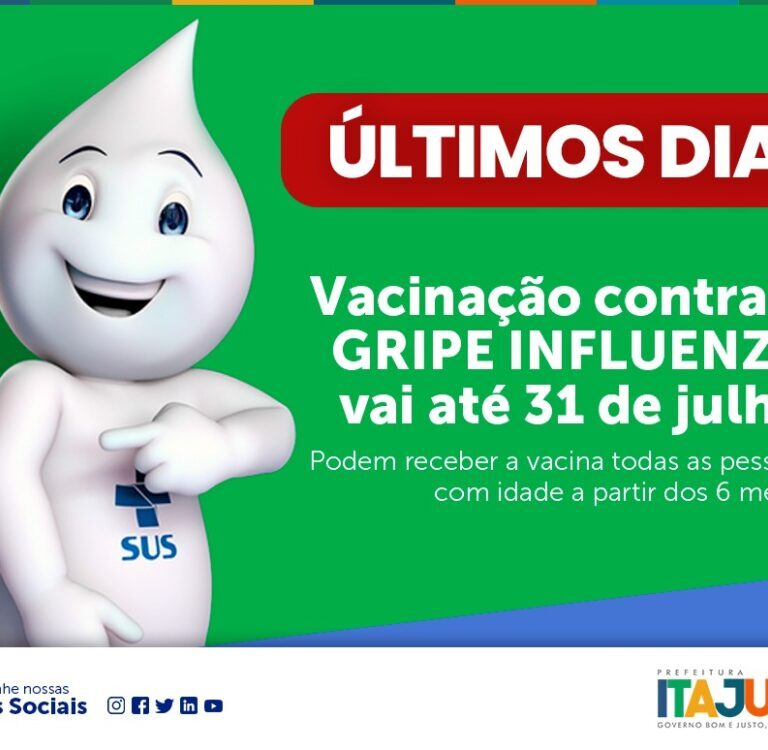 ÚLTIMOS DIA
Vacinação contra
GRIPE INFLUENZ
vai até 31 de julh
Podem receber a vacina todas as pess
com idade a partir dos 6 me
SUS
he nossas
s Sociais
PREFEITURA
ITAJU
GOVERNO BOM E JUSTO,